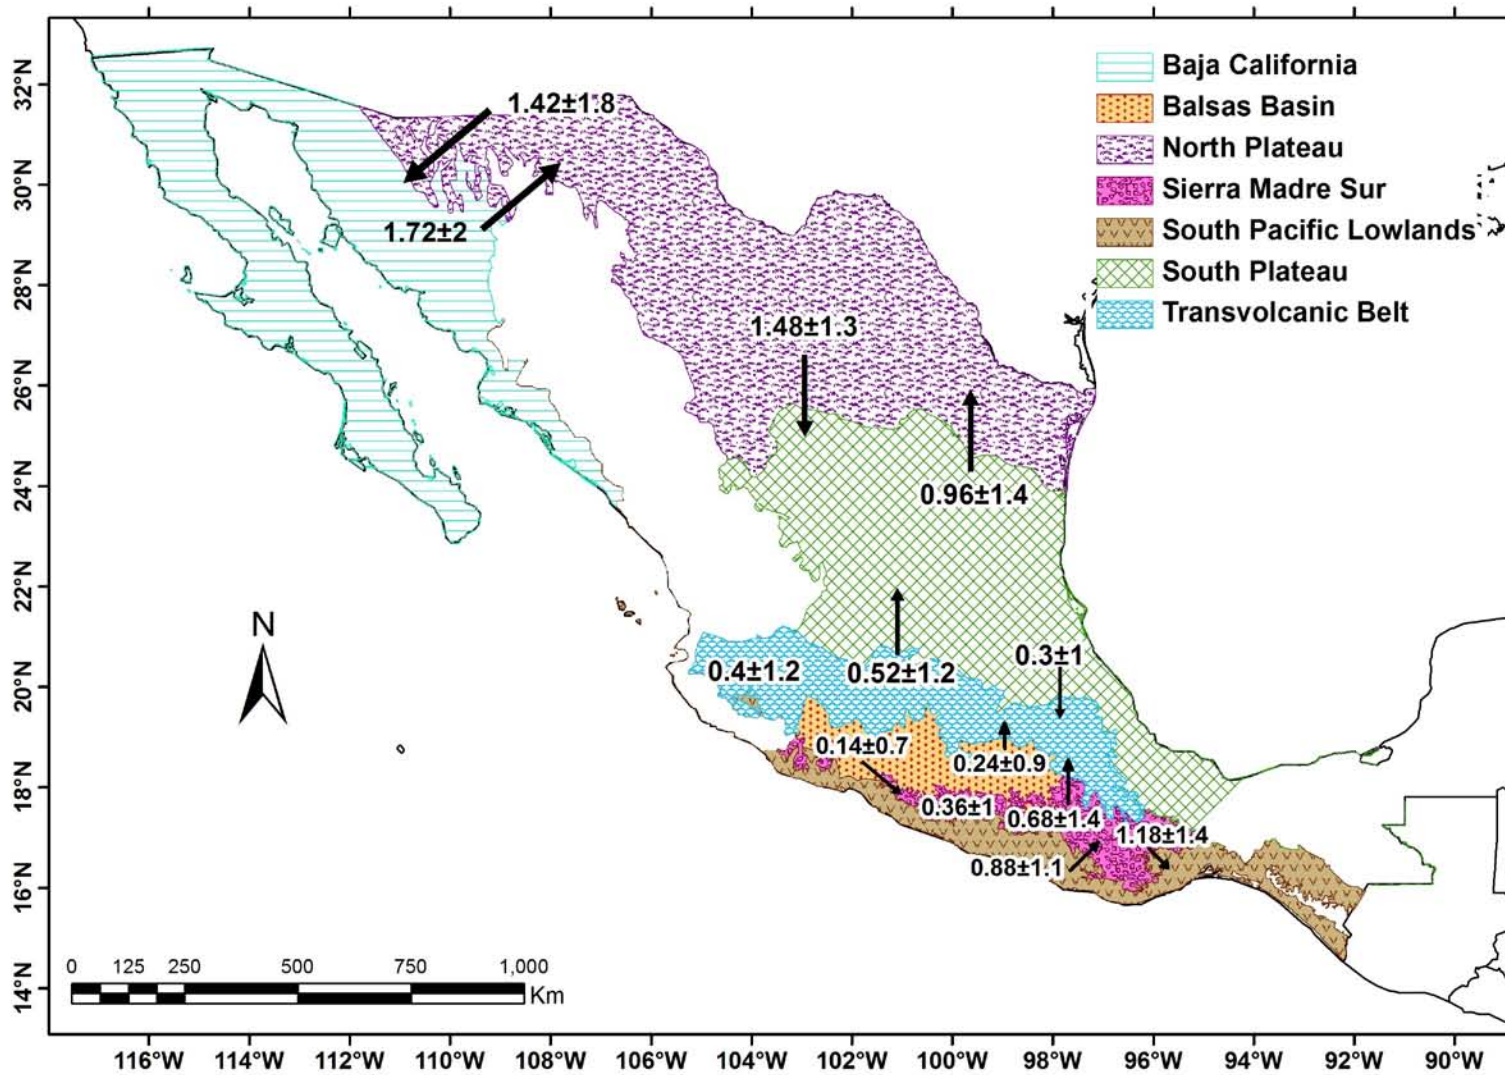 32°N
30°N
28°N
26°N
24°N
22°N
20°N
18°N
16°N
14°N
Baja California
Balsas Basin
North Plateau
Sierra Madre Sur
South Pacific Lowlands
South Plateau
Transvolcanic Belt
1.42±1.8
1.72±2
1.48±1.3
0.96±1.4
N
0.3±1
0.4±1.2
0.52±1.2
0.14±0.7
0.24±0.9
0.36±1
0.68±1.4
1.18±1.4
0.88±1.1
0 125 250 500 750 1,000
Km
116°W 114°W 112°W 110°W 108°W 106°W 104°W 102°W 100°W 98°W 96°W 94°W 92°W 90°W